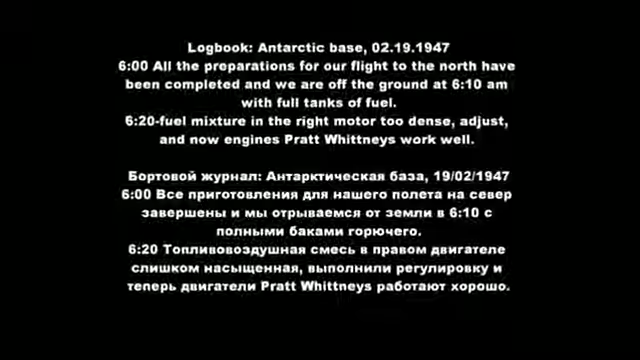 Logbook: Antarctic base, 02.19.1947
6:00 All the preparations for our flight to the north have
been completed and we are off the ground at 6:10 am
with full tanks of fuel.
6:20-fuel mixture in the right motor too dense, adjust,
and now engines Pratt Whittneys work well.
Бортовой журнал: Антарктическая база, 19/02/1947
6:00 Все приготовления для нашего полета на север
завершены и мы отрываемся от земли в 6:10 с
полными баками горючего.
6:20 Топливовоздушная смесь в правом двигателе
слишком насыщенная, выполнили регулировку и
теперь двигатели Pratt Whittneys работают хорошо.